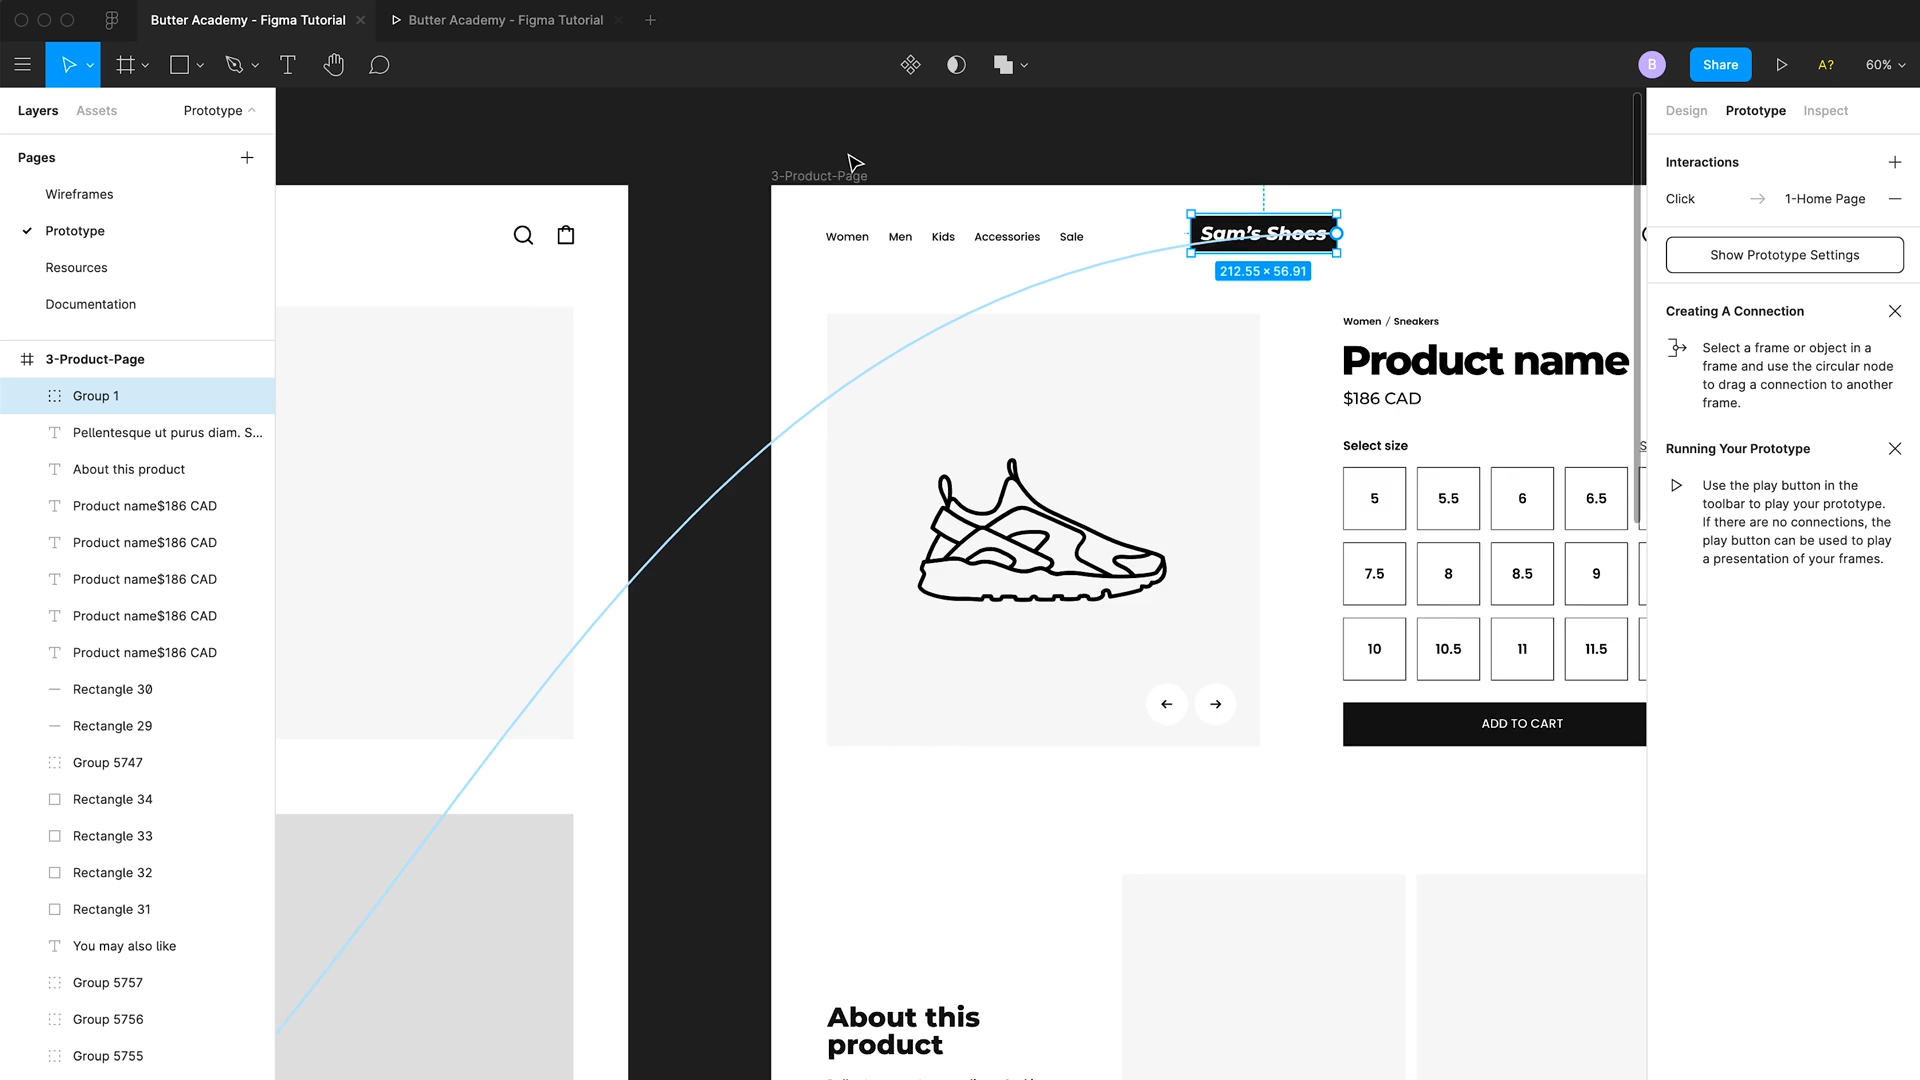 Butter Academy - Figma Tutorial
Butter Academy - Figma Tutorial
B
Share
A?
60%
Layers
Assets
Prototype
Design
Prototype
Inspect
Pages
Wireframes
Prototype
Resources
Documentation
3-Product-Page
Group 1
Pellentesque ut purus diam. S...
About this product
Product name$186 CAD
Product name$186 CAD
Product name$186 CAD
Product name$186 CAD
Product name$186 CAD
Rectangle 30
Rectangle 29
Group 5747
Rectangle 34
Rectangle 33
Rectangle 32
Rectangle 31
You may also like
Group 5757
Group 5756
Group 5755
3-Product-Page
Women
Men
Kids
Accessories
Sale
Sam's Shoes
212.55 × 56.91
Women / Sneakers
Product name
$186 CAD
Select size
S
5
5.5
6
6.5
7.5
8
8.5
9
10
10.5
11
11.5
ADD TO CART
About this
product
Interactions
Click
1-Home Page
Show Prototype Settings
Creating A Connection
Select a frame or object in a
frame and use the circular node
to drag a connection to another
frame.
Running Your Prototype
Use the play button in the
toolbar to play your prototype.
If there are no connections, the
play button can be used to play
a presentation of your frames.